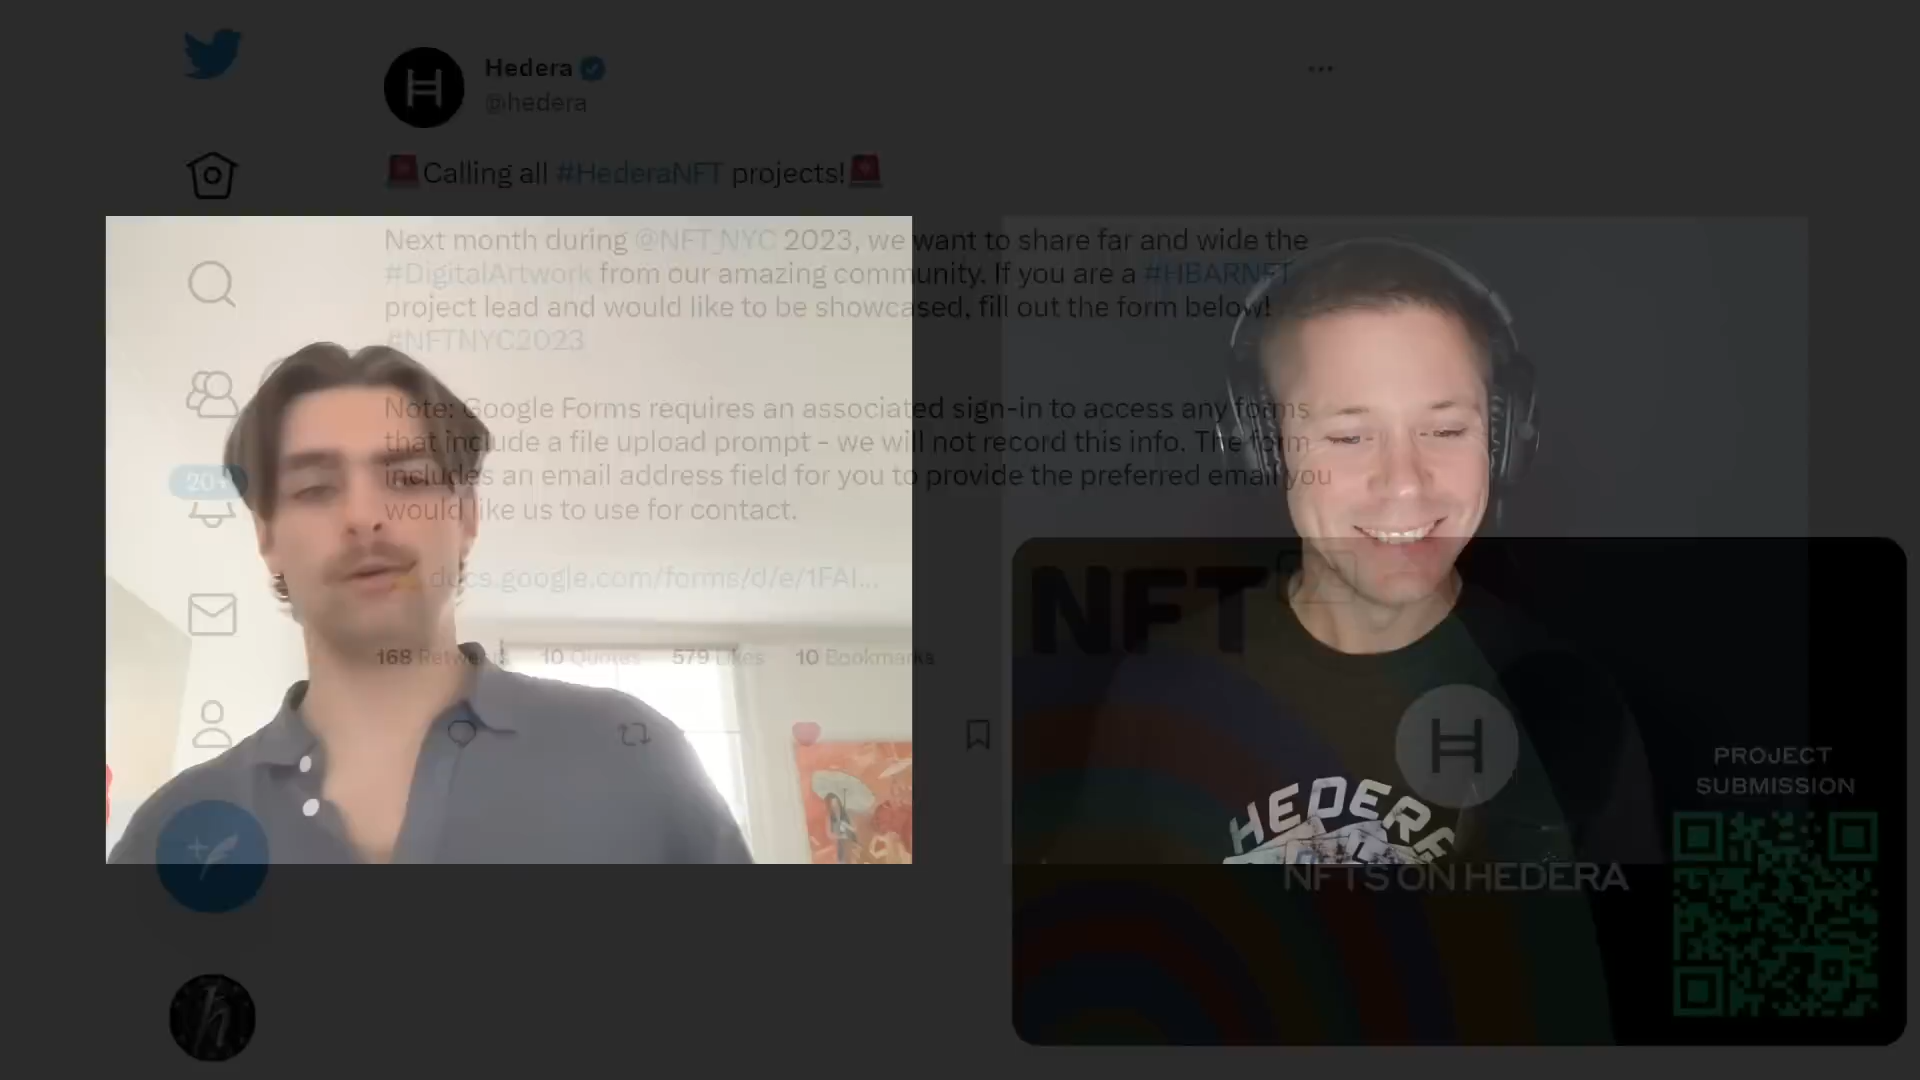 Hedera
@hedera
Calling all #HederaNFT projects!
Next month during @NFT_NYC 2023, we want to share far and wide the
#DigitalArtwork from our amazing community. If you are a #HBARNFT
project lead and would like to be showcased, fill out the form below!
#NFTNYC2023
Note: Google Forms requires an associated sign-in to access any forms
that include a file upload prompt - we will not record this info. The form
includes an email address field for you to provide the preferred email you
would like us to use for contact.
docs.google.com/forms/d/e/1FAI...
20+
168 Retweets 10 Quotes 579 Likes 10 Bookmarks
NFT
H
PROJECT
SUBMISSION
HEDERA
NFTS ON HEDERA